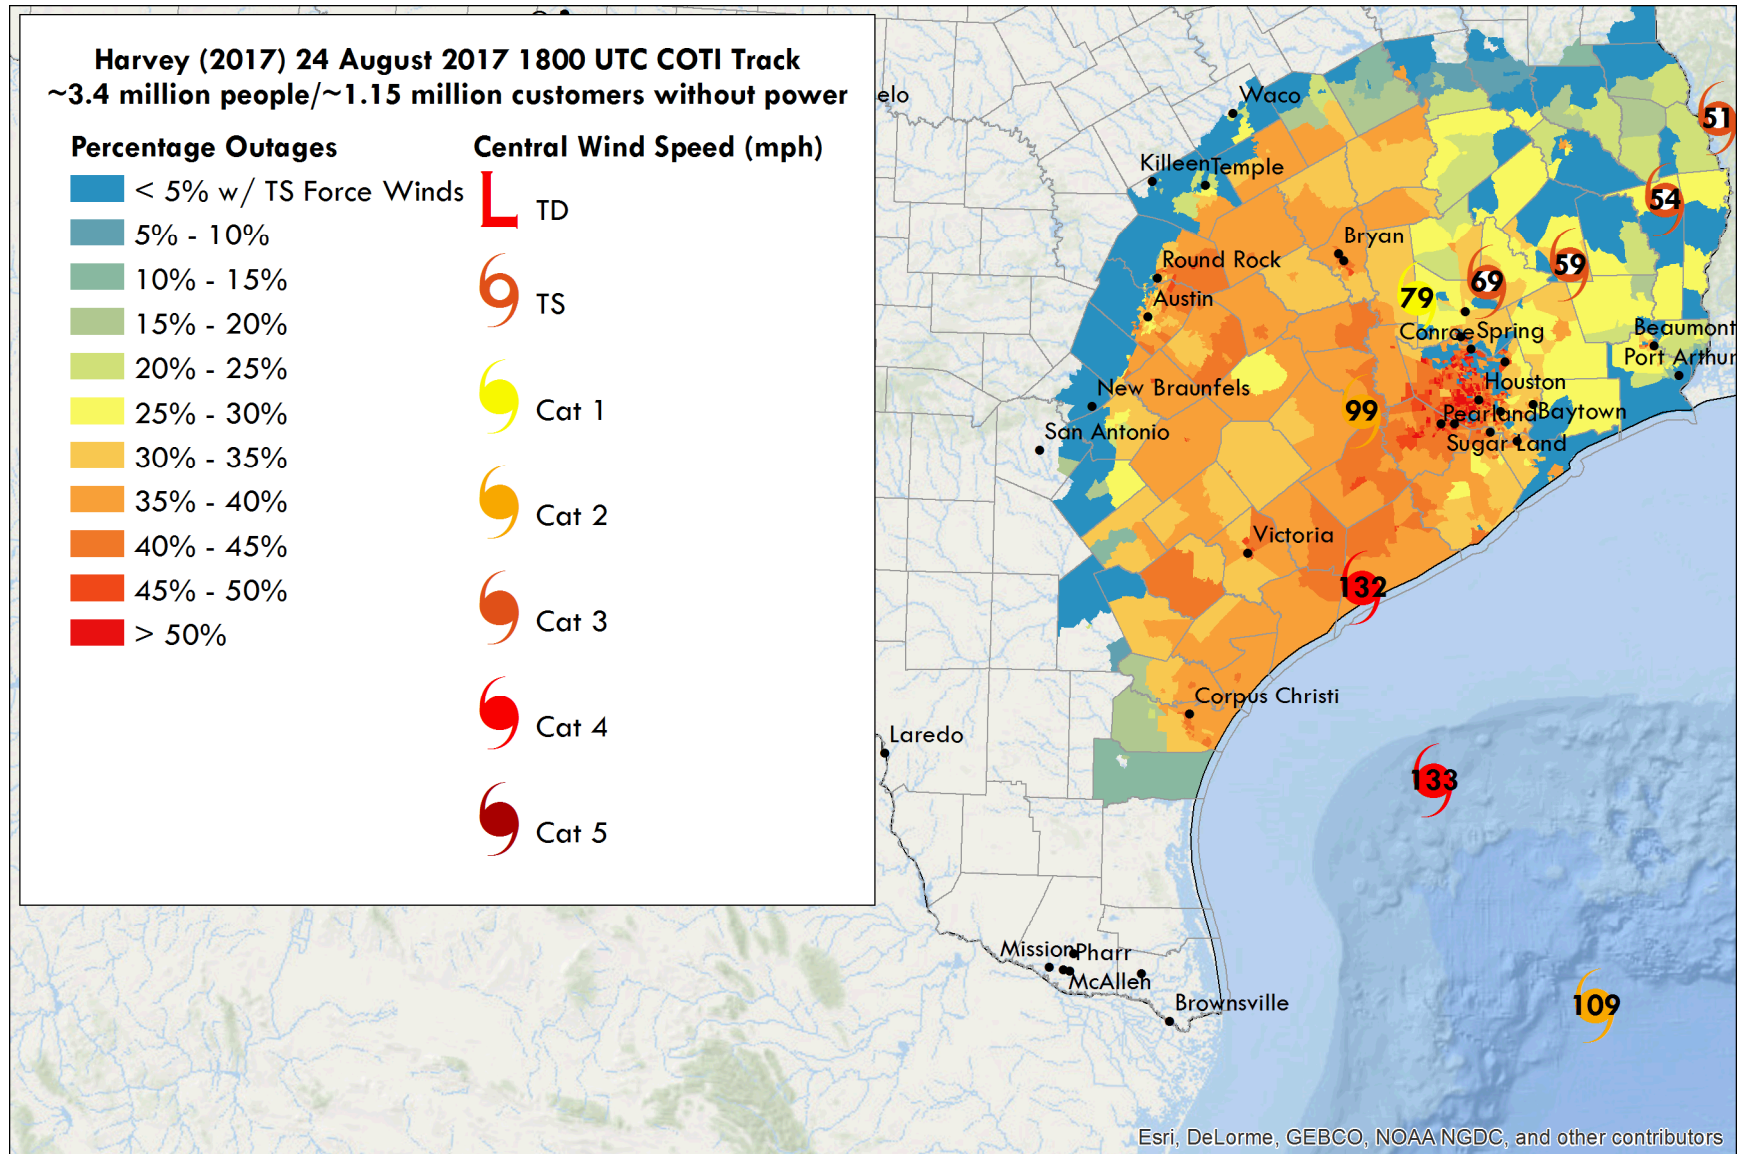 Harvey (2017) 24 August 2017 1800 UTC COTI Track
~3.4 million people/~1.15 million customers without power
Percentage Outages
< 5% w/ TS Force Winds
5% - 10%
10% - 15%
15% - 20%
20% - 25%
25% - 30%
30% - 35%
35% - 40%
40% - 45%
45% - 50%
> 50%
Central Wind Speed (mph)
TD
TS
Cat 1
Cat 2
Cat 3
Cat 4
Cat 5
elo
Waco
51
Killeen
Temple
54
Bryan
Round Rock
59
69
79
Austin
Conroe
Spring
Beaumont
Port Arthur
Houston
New Braunfels
99
Pearland
Baytown
San Antonio
Sugar Land
Victoria
132
Corpus Christi
Laredo
133
Mission
Pharr
McAllen
Brownsville
109
Esri, DeLorme, GEBCO, NOAA NGDC, and other contributors